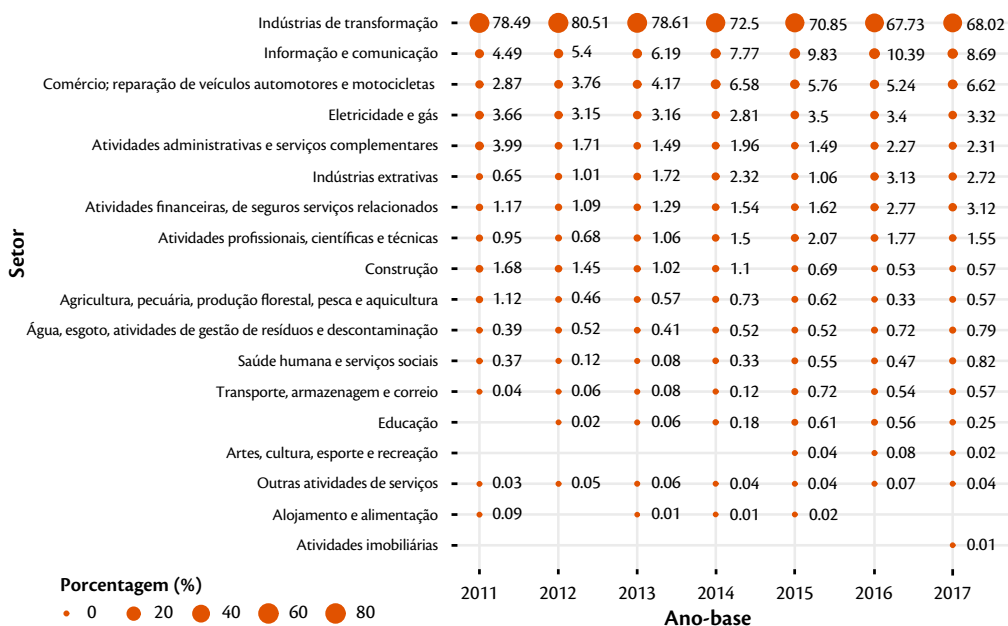 Setor
Indústrias de transformação 78.49 80.51 78.61 72.5 70.85 67.73 68.02
Informação e comunicação 4.49 5.4 6.19 7.77 9.83 10.39 8.69
Comércio; reparação de veículos automotores e motocicletas 2.87 3.76 4.17 6.58 5.76 5.24 6.62
Eletricidade e gás 3.66 3.15 3.16 2.81 3.5 3.4 3.32
Atividades administrativas e serviços complementares 3.99 1.71 1.49 1.96 1.49 2.27 2.31
Indústrias extrativas 0.65 1.01 1.72 2.32 1.06 3.13 2.72
Atividades financeiras, de seguros serviços relacionados 1.17 1.09 1.29 1.54 1.62 2.77 3.12
Atividades profissionais, científicas e técnicas 0.95 0.68 1.06 1.5 2.07 1.77 1.55
Construção 1.68 1.45 1.02 1.1 0.69 0.53 0.57
Agricultura, pecuária, produção florestal, pesca e aquicultura 1.12 0.46 0.57 0.73 0.62 0.33 0.57
Água, esgoto, atividades de gestão de resíduos e descontaminação 0.39 0.52 0.41 0.52 0.52 0.72 0.79
Saúde humana e serviços sociais 0.37 0.12 0.08 0.33 0.55 0.47 0.82
Transporte, armazenagem e correio 0.04 0.06 0.08 0.12 0.72 0.54 0.57
Educação 0.02 0.06 0.18 0.61 0.56 0.25
Artes, cultura, esporte e recreação 0.04 0.08 0.02
Outras atividades de serviços 0.03 0.05 0.06 0.04 0.04 0.07 0.04
Alojamento e alimentação 0.09 0.01 0.01 0.02
Atividades imobiliárias 0.01
2011 2012 2013 2014 2015 2016 2017
Ano-base
Porcentagem (%)
0 20 40 60 80